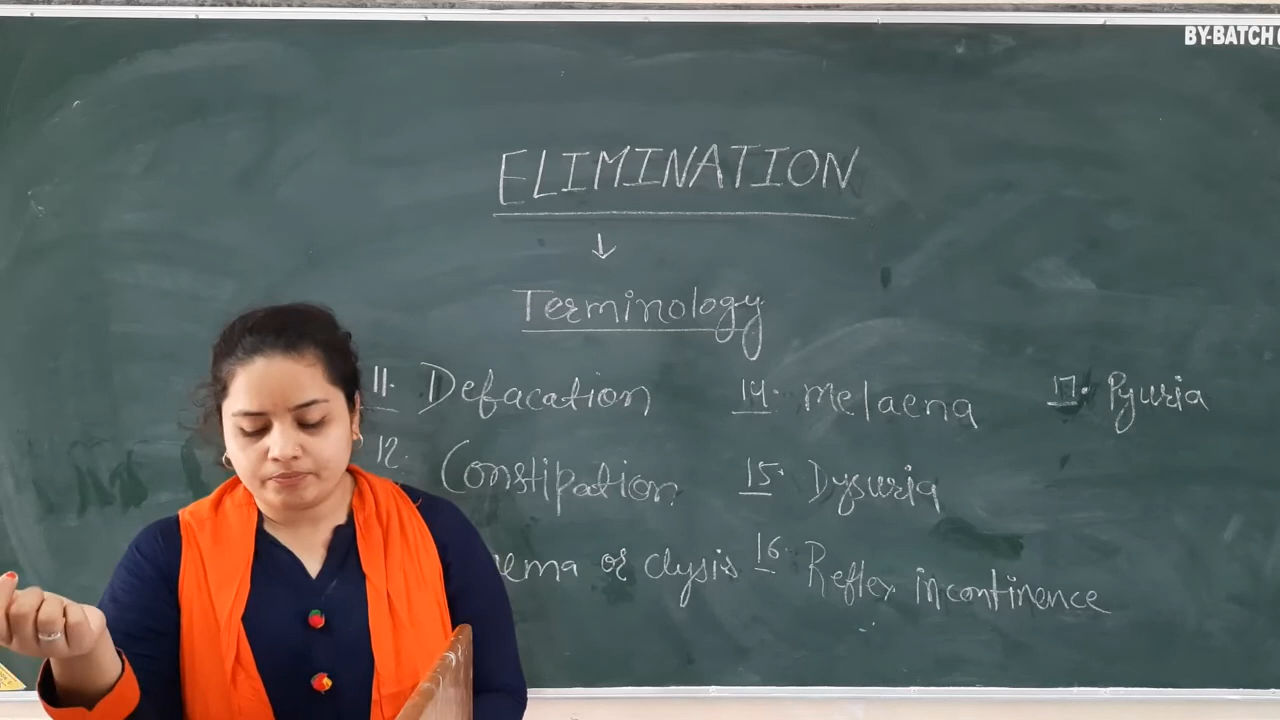 BY-BATCH
ELIMINATION
↓
Terminology
11. Defacation
12. Constipation
or clysis
14. Melaena
15. Dysuria
16. Reflex incontinence
17. Pyuria